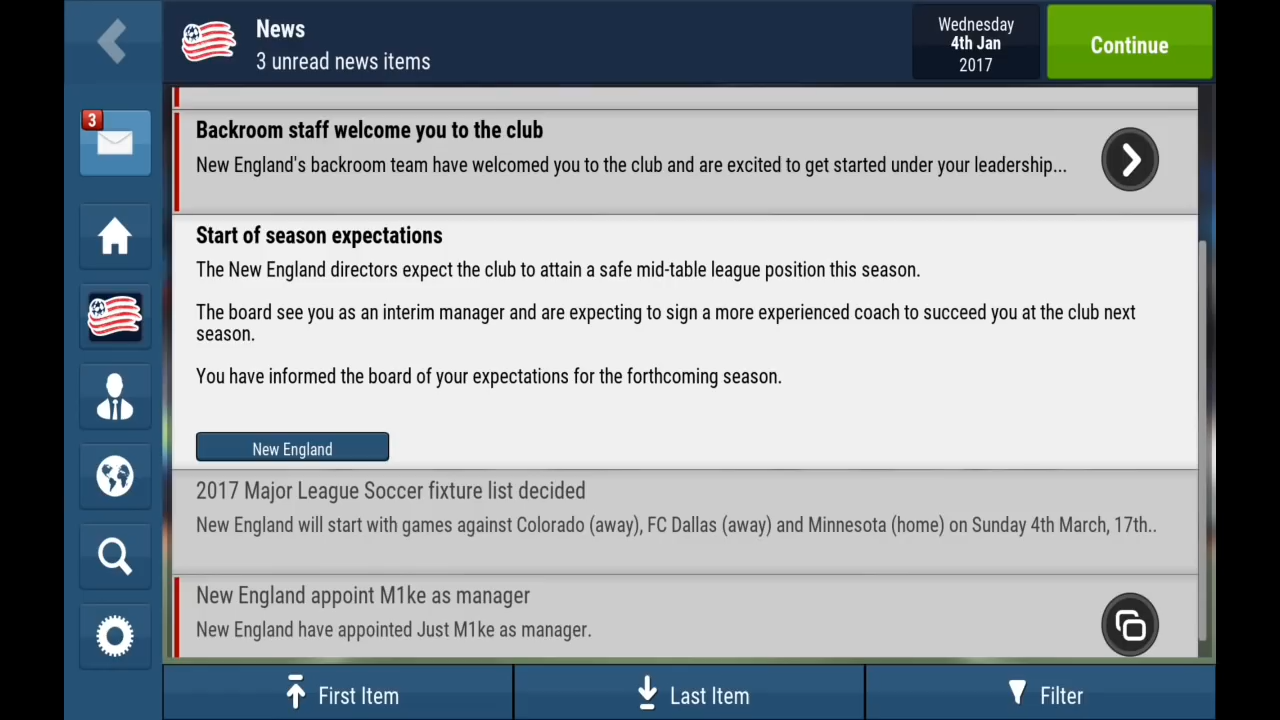 News
3 unread news items
Wednesday
4th Jan
2017
Continue
3
Backroom staff welcome you to the club
New England's backroom team have welcomed you to the club and are excited to get started under your leadership...
Start of season expectations
The New England directors expect the club to attain a safe mid-table league position this season.
The board see you as an interim manager and are expecting to sign a more experienced coach to succeed you at the club next
season.
You have informed the board of your expectations for the forthcoming season.
New England
2017 Major League Soccer fixture list decided
New England will start with games against Colorado (away), FC Dallas (away) and Minnesota (home) on Sunday 4th March, 17th..
New England appoint M1ke as manager
New England have appointed Just M1ke as manager.
First Item
Last Item
Filter